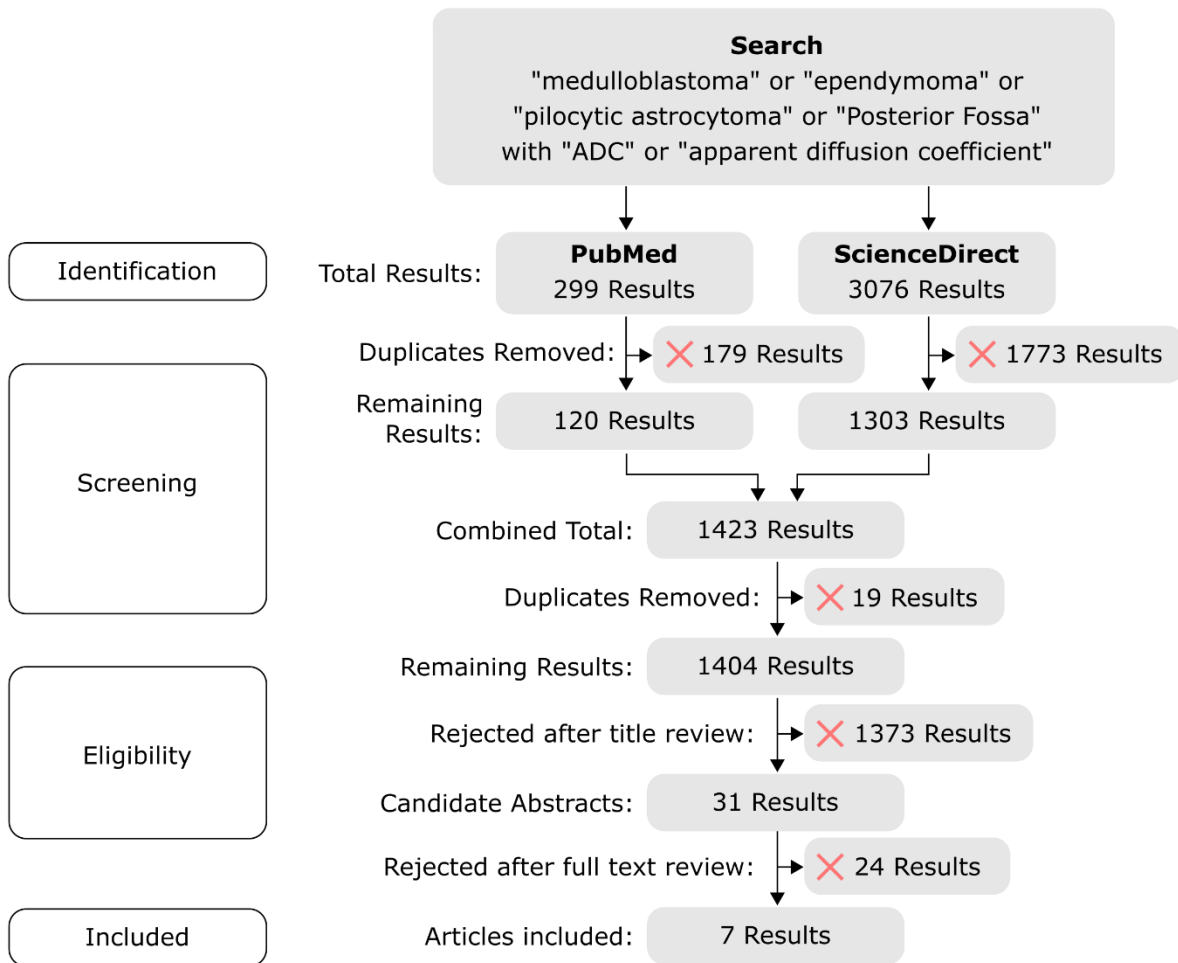 Search
"medulloblastoma" or "ependymoma" or
"pilocytic astrocytoma" or "Posterior Fossa"
with "ADC" or "apparent diffusion coefficient"
Identification
Total Results:
PubMed
299 Results
ScienceDirect
3076 Results
Duplicates Removed:
179 Results
1773 Results
Screening
Remaining
Results:
120 Results
1303 Results
Combined Total:
1423 Results
Duplicates Removed:
19 Results
Eligibility
Remaining Results:
1404 Results
Rejected after title review:
1373 Results
Candidate Abstracts:
31 Results
Rejected after full text review:
24 Results
Included
Articles included:
7 Results